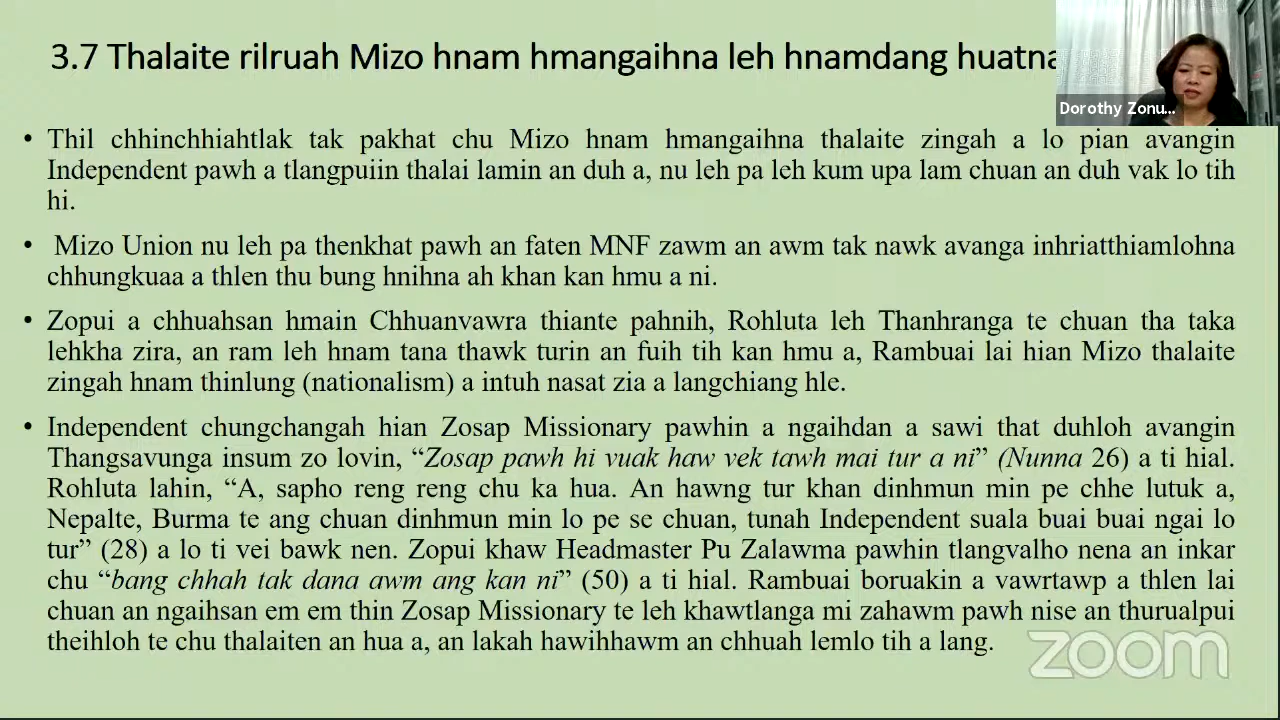 3.7 Thalaite rilruah Mizo hnam hmangaihna leh hnamdang huatna
Dorothy Zonu...
• Thil chhinchhiahtlak tak pakhat chu Mizo hnam hmangaihna thalaite zingah a lo pian avangin
Independent pawh a tlangpuiin thalai lamin an duh a, nu leh pa leh kum upa lam chuan an duh vak lo tih
hi.
• Mizo Union nu leh pa thenkhat pawh an faten MNF zawm an awm tak nawk avanga inhriatthiamlohna
chhungkuaa a thlen thu bung hnihna ah khan kan hmu a ni.
• Zopui a chhuahsan hmain Chhuanvawra thiante pahnih, Rohluta leh Thanhranga te chuan tha taka
lehkha zira, an ram leh hnam tana thawk turin an fuih tih kan hmu a, Rambuai lai hian Mizo thalaite
zingah hnam thinlung (nationalism) a intuh nasat zia a langchiang hle.
• Independent chungchangah hian Zosap Missionary pawhin a ngaihdan a sawi that duhloh avangin
Thangsavunga insum zo lovin, “Zosap pawh hi vuak haw vek tawh mai tur a ni” (Nunna 26) a ti hial.
Rohluta lahin, “A, sapho reng reng chu ka hua. An hawng tur khan dinhmun min pe chhe lutuk a,
Nepalte, Burma te ang chuan dinhmun min lo pe se chuan, tunah Independent suala buai buai ngai lo
tur” (28) a lo ti vei bawk nen. Zopui khaw Headmaster Pu Zalawma pawhin tlangvalho nena an inkar
chu “bang chhah tak dana awm ang kan ni” (50) a ti hial. Rambuai boruakin a vawrtawp a thlen lai
chuan an ngaihsan em em thin Zosap Missionary te leh khawtlanga mi zahawm pawh nise an thurualpui
theihloh te chu thalaiten an hua a, an lakah hawihhawm an chhuah lemlo tih a lang.
zoom